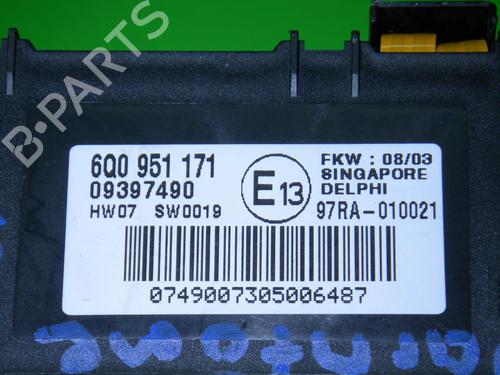 B-PARTS
6Q0 951 171
09397490
HW07 SW0019
E13
FKW : 08/03
SINGAPORE
DELPHI
97RA-010021
0749007305006487